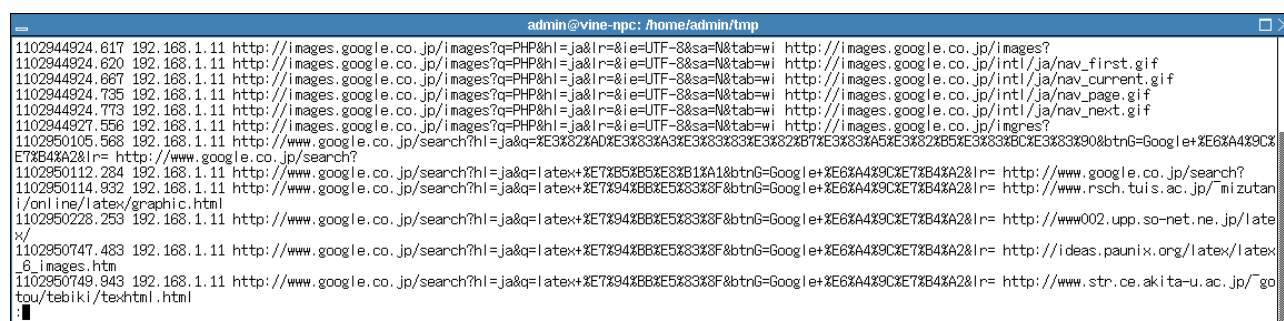 admin@vine-npc: /home/admin/tmp
1102944924.617 192.168.1.11 http://images.google.co.jp/images?q=PHP&hl=ja&lr=&ie=UTF-8&sa=N&tab=wi http://images.google.co.jp/images?
1102944924.620 192.168.1.11 http://images.google.co.jp/images?q=PHP&hl=ja&lr=&ie=UTF-8&sa=N&tab=wi http://images.google.co.jp/intl/ja/nav_first.gif
1102944924.667 192.168.1.11 http://images.google.co.jp/images?q=PHP&hl=ja&lr=&ie=UTF-8&sa=N&tab=wi http://images.google.co.jp/intl/ja/nav_current.gif
1102944924.735 192.168.1.11 http://images.google.co.jp/images?q=PHP&hl=ja&lr=&ie=UTF-8&sa=N&tab=wi http://images.google.co.jp/intl/ja/nav_page.gif
1102944924.773 192.168.1.11 http://images.google.co.jp/images?q=PHP&hl=ja&lr=&ie=UTF-8&sa=N&tab=wi http://images.google.co.jp/intl/ja/nav_next.gif
1102944927.556 192.168.1.11 http://images.google.co.jp/images?q=PHP&hl=ja&lr=&ie=UTF-8&sa=N&tab=wi http://images.google.co.jp/imgres?
1102950105.568 192.168.1.11 http://www.google.co.jp/search?hl=ja&q=%E3%82%AD%E3%83%A3%E3%83%83%E3%82%B7%E3%83%A5%E3%82%B5%E3%83%BC%E3%83%90&btnG=Google+%E6%A4%9C%
E7%B4%A2&lr= http://www.google.co.jp/search?
1102950112.284 192.168.1.11 http://www.google.co.jp/search?hl=ja&q=latex+%E7%B5%B5%E8%B1%A1&btnG=Google+%E6%A4%9C%E7%B4%A2&lr= http://www.google.co.jp/search?
1102950114.932 192.168.1.11 http://www.google.co.jp/search?hl=ja&q=latex+%E7%94%BB%E5%83%8F&btnG=Google+%E6%A4%9C%E7%B4%A2&lr= http://www.rsch.tuis.ac.jp/~mizutan
i/online/latex/graphic.html
1102950228.253 192.168.1.11 http://www.google.co.jp/search?hl=ja&q=latex+%E7%94%BB%E5%83%8F&btnG=Google+%E6%A4%9C%E7%B4%A2&lr= http://www002.upp.so-net.ne.jp/late
x/
1102950747.483 192.168.1.11 http://www.google.co.jp/search?hl=ja&q=latex+%E7%94%BB%E5%83%8F&btnG=Google+%E6%A4%9C%E7%B4%A2&lr= http://ideas.paunix.org/latex/latex
_6_images.htm
1102950749.943 192.168.1.11 http://www.google.co.jp/search?hl=ja&q=latex+%E7%94%BB%E5%83%8F&btnG=Google+%E6%A4%9C%E7%B4%A2&lr= http://www.str.ce.akita-u.ac.jp/~go
tou/tebiki/texhtml.html
: